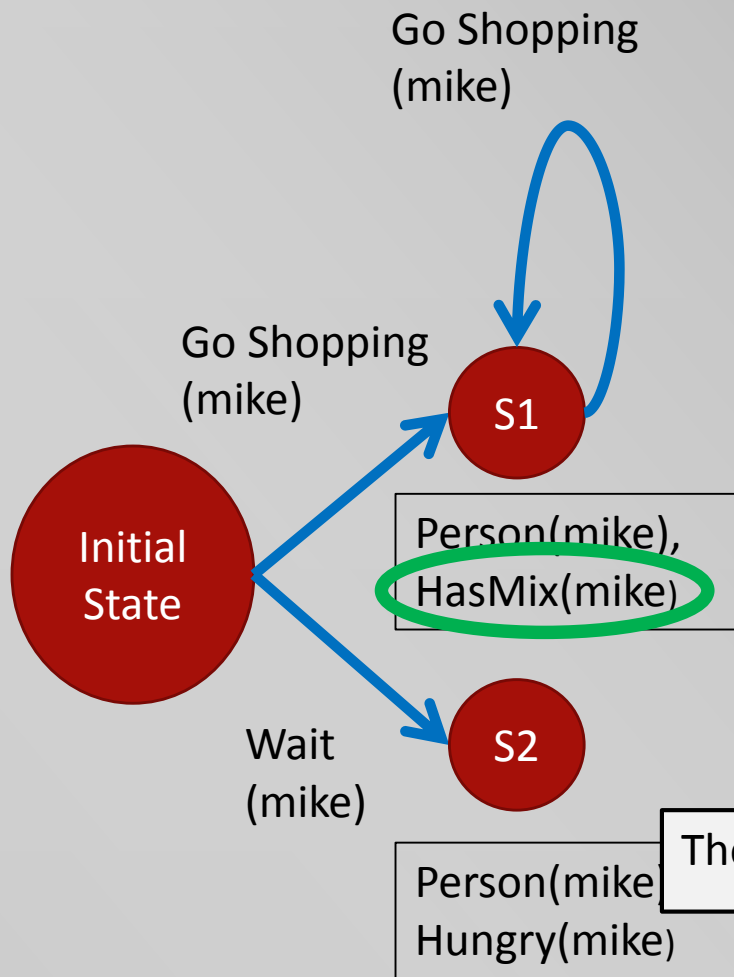 Go Shopping
(mike)
Go Shopping
(mike)
S1
Initial
State
Person(mike),
HasMix(mike)
S2
Wait
(mike)
Person(mike)
Hungry(mike)